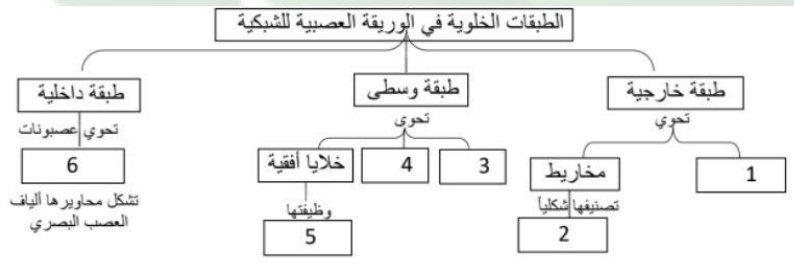 الطبقات الخلوية في الوريقة العصبية للشبكية
طبقة خارجية
طبقة وسطى
طبقة داخلية
تحوي
تحوي
تحوي عصبونات
1
مخاريط
3
4
خلايا أفقية
6
تصنيفها شكلياً
وظيفتها
تشكل محاويرها ألياف
العصب البصري
2
5